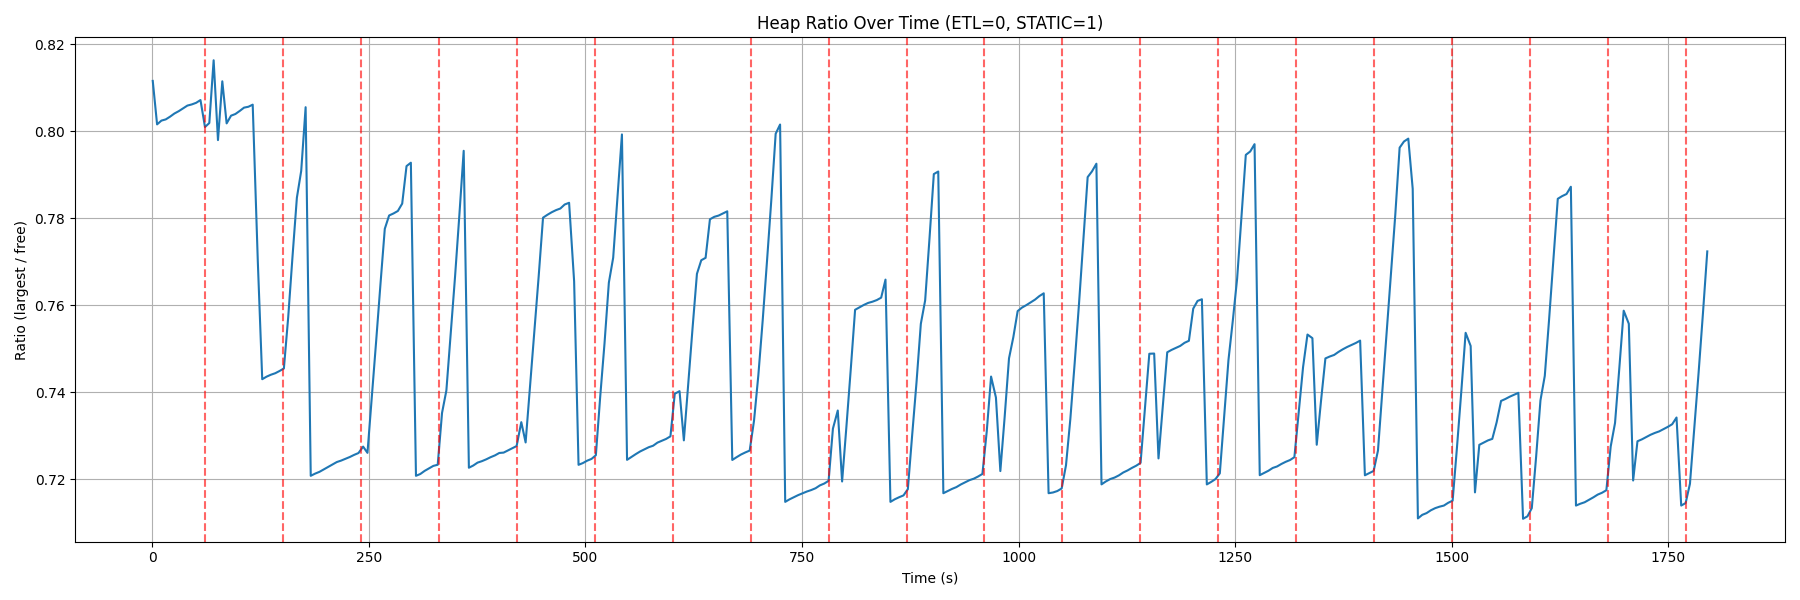 Heap Ratio Over Time (ETL=0, STATIC=1)
Ratio (largest / free)
0.82
0.80
0.78
0.76
0.74
0.72
0 250 500 750 1000 1250 1500 1750
Time (s)